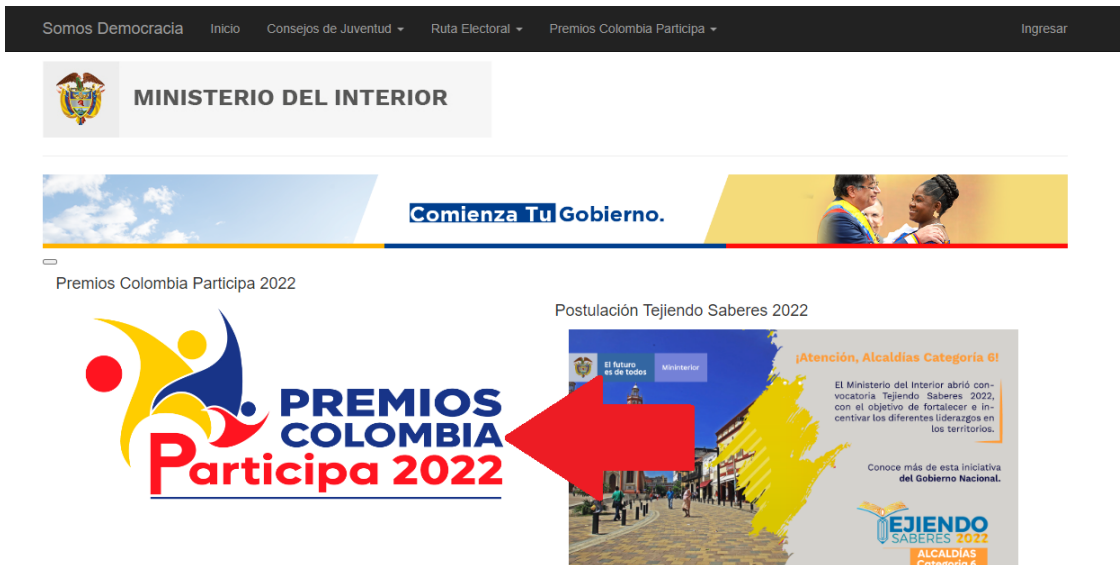 Somos Democracia Inicio Consejos de Juventud Ruta Electoral Premios Colombia Participa Ingresar
MINISTERIO DEL INTERIOR
Comienza Tu Gobierno.
Premios Colombia Participa 2022
PREMIOS
COLOMBIA
Participa 2022
Postulación Tejiendo Saberes 2022
El futuro
es de todos
Mininterior
¡Atención, Alcaldías Categoría 6!
El Ministerio del Interior abrió con-
vocatoria Tejiendo Saberes 2022,
con el objetivo de fortalecer e in-
centivar los diferentes liderazgos en
los territorios.
Conoce más de esta iniciativa
del Gobierno Nacional.
TEJIENDO
SABERES 2022
ALCALDÍAS
Categoría 6